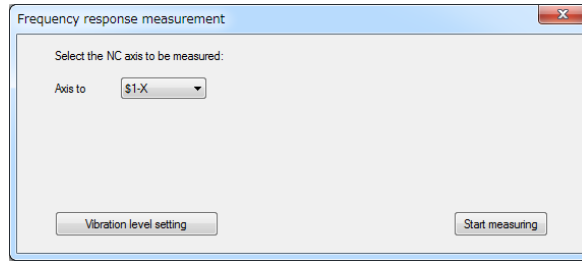 Frequency response measurement
Select the NC axis to be measured:
Axis to $1-X
Vibration level setting Start measuring